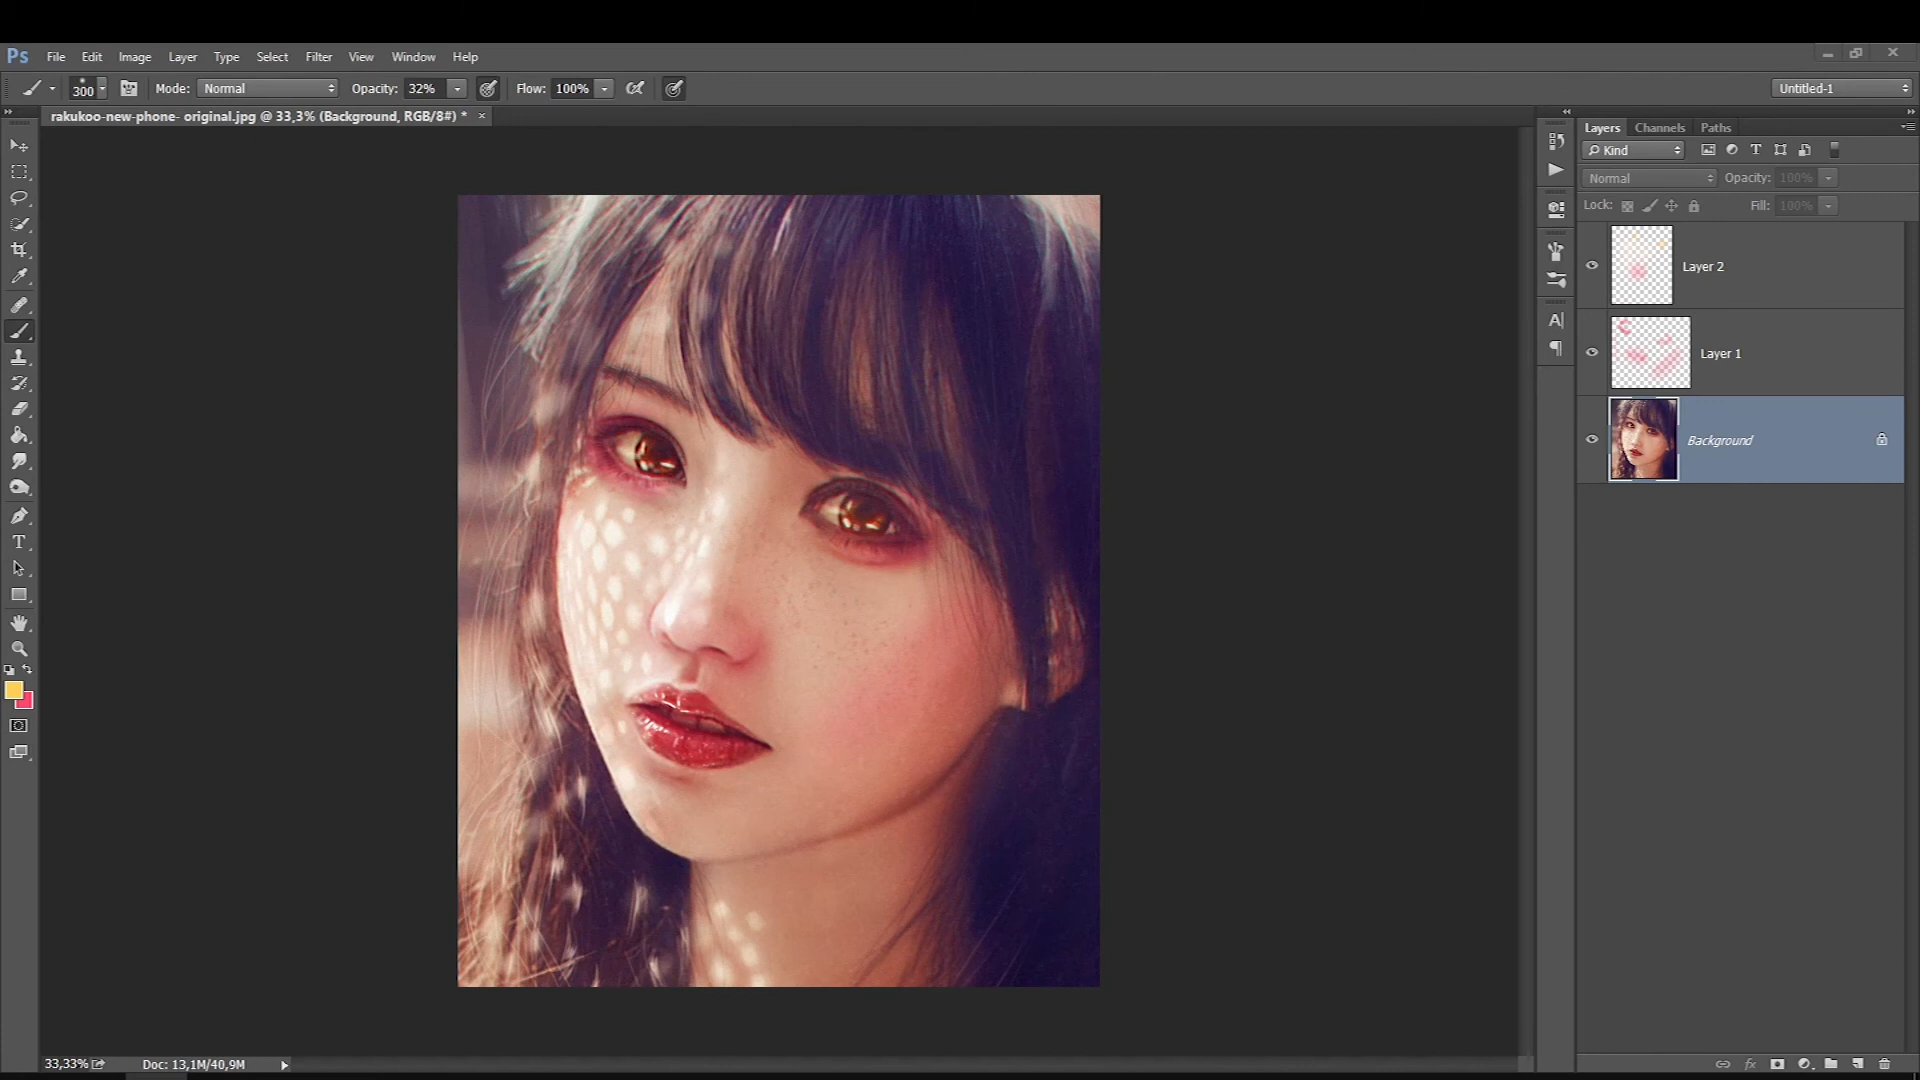 Ps File Edit Image Layer Type Select Filter View Window Help
300 Mode: Normal Opacity: 32% Flow: 100% Untitled-1
rakukoo-new-phone- original.jpg @ 33,3% (Background, RGB/8#) * ×
Layers Channels Paths
Kind
Normal Opacity: 100%
Lock: Fill: 100%
Layer 2
Layer 1
Background
33,33% Doc: 13,1M/40,9M